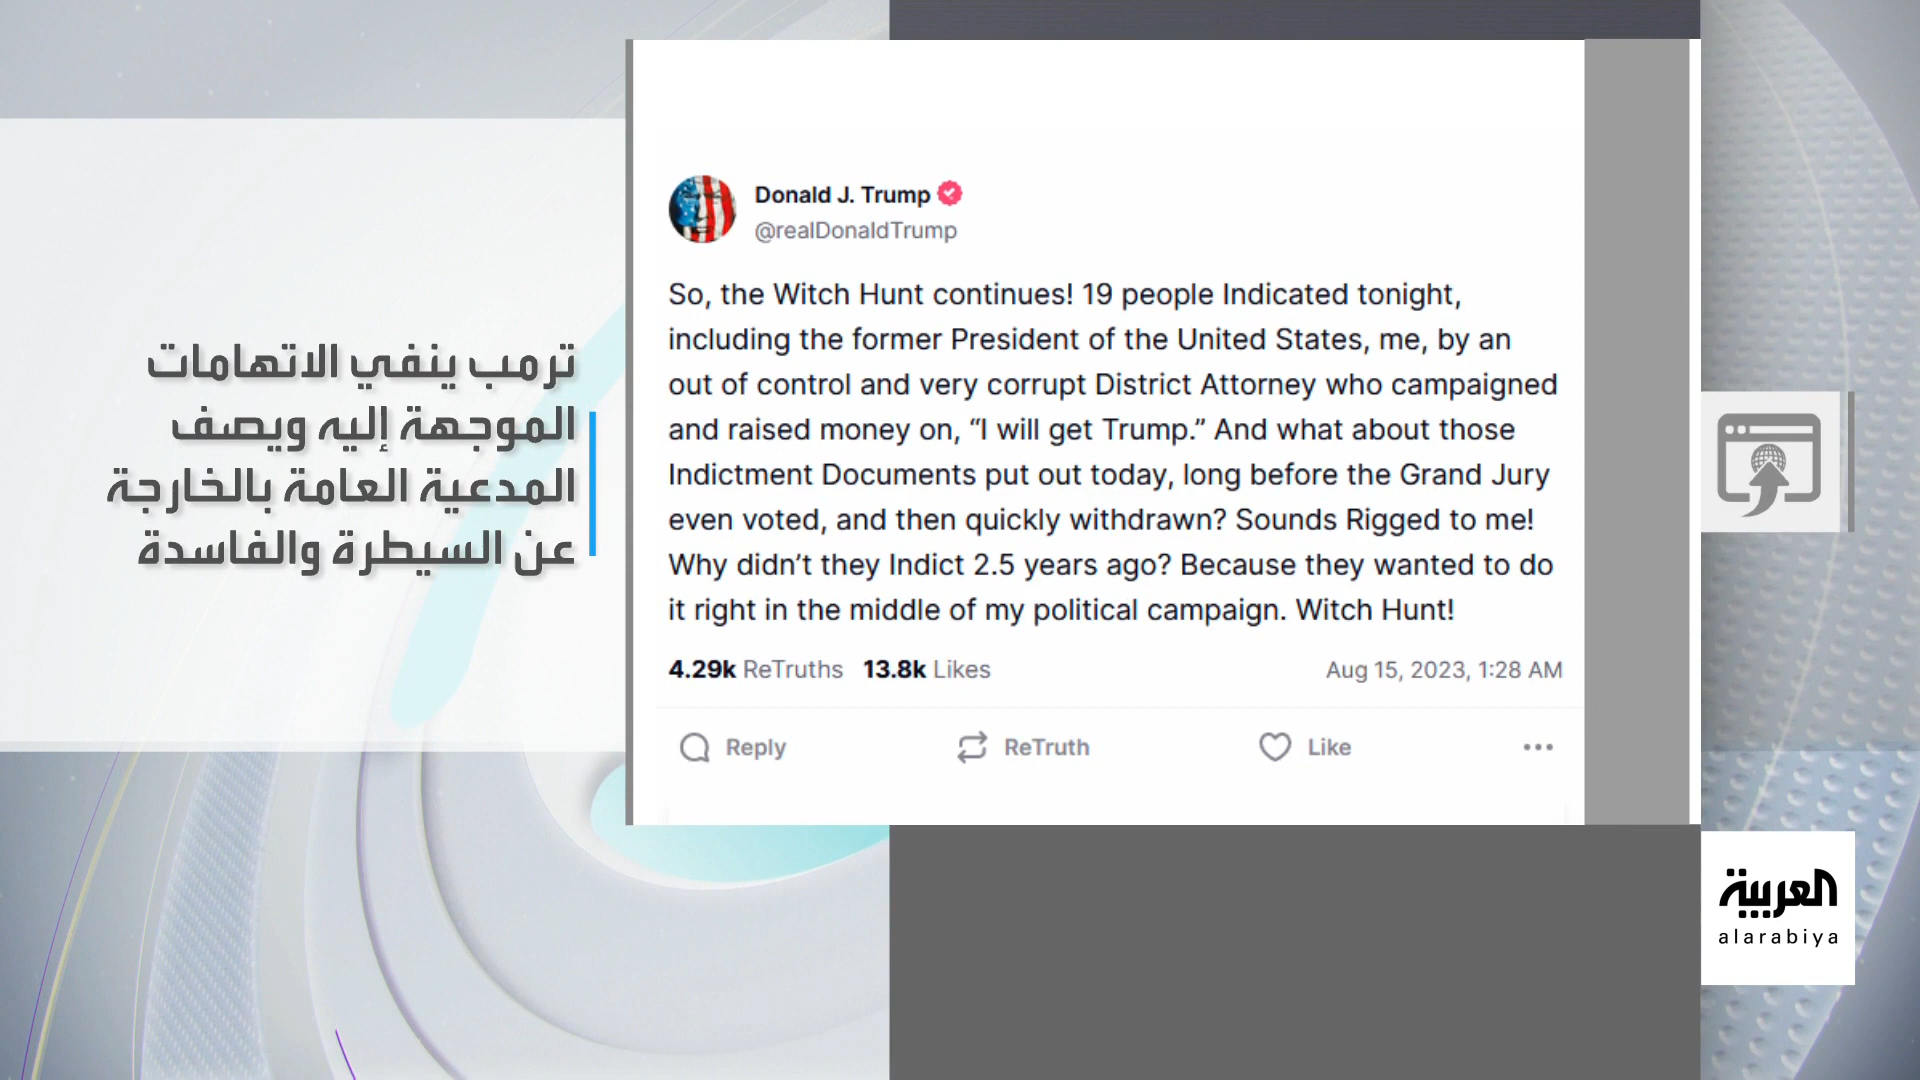 ترمب ينفي الاتهامات
الموجهة إليه ويصف
المدعية العامة بالخارجة
عن السيطرة والفاسدة
Donald J. Trump
@realDonaldTrump
So, the Witch Hunt continues! 19 people Indicated tonight,
including the former President of the United States, me, by an
out of control and very corrupt District Attorney who campaigned
and raised money on, “I will get Trump.” And what about those
Indictment Documents put out today, long before the Grand Jury
even voted, and then quickly withdrawn? Sounds Rigged to me!
Why didn’t they Indict 2.5 years ago? Because they wanted to do
it right in the middle of my political campaign. Witch Hunt!
4.29k ReTruths 13.8k Likes Aug 15, 2023, 1:28 AM
Reply ReTruth Like
العربية
alarabiya